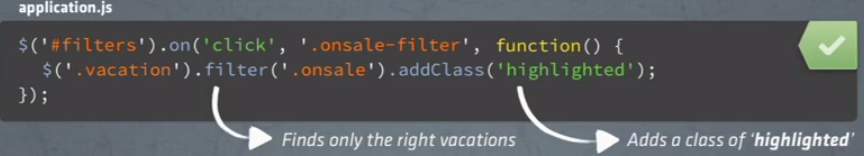 application.js
$('#filters').on('click', '.onsale-filter', function() {
$('.vacation').filter('.onsale').addClass('highlighted');
});
Finds only the right vacations
Adds a class of 'highlighted'